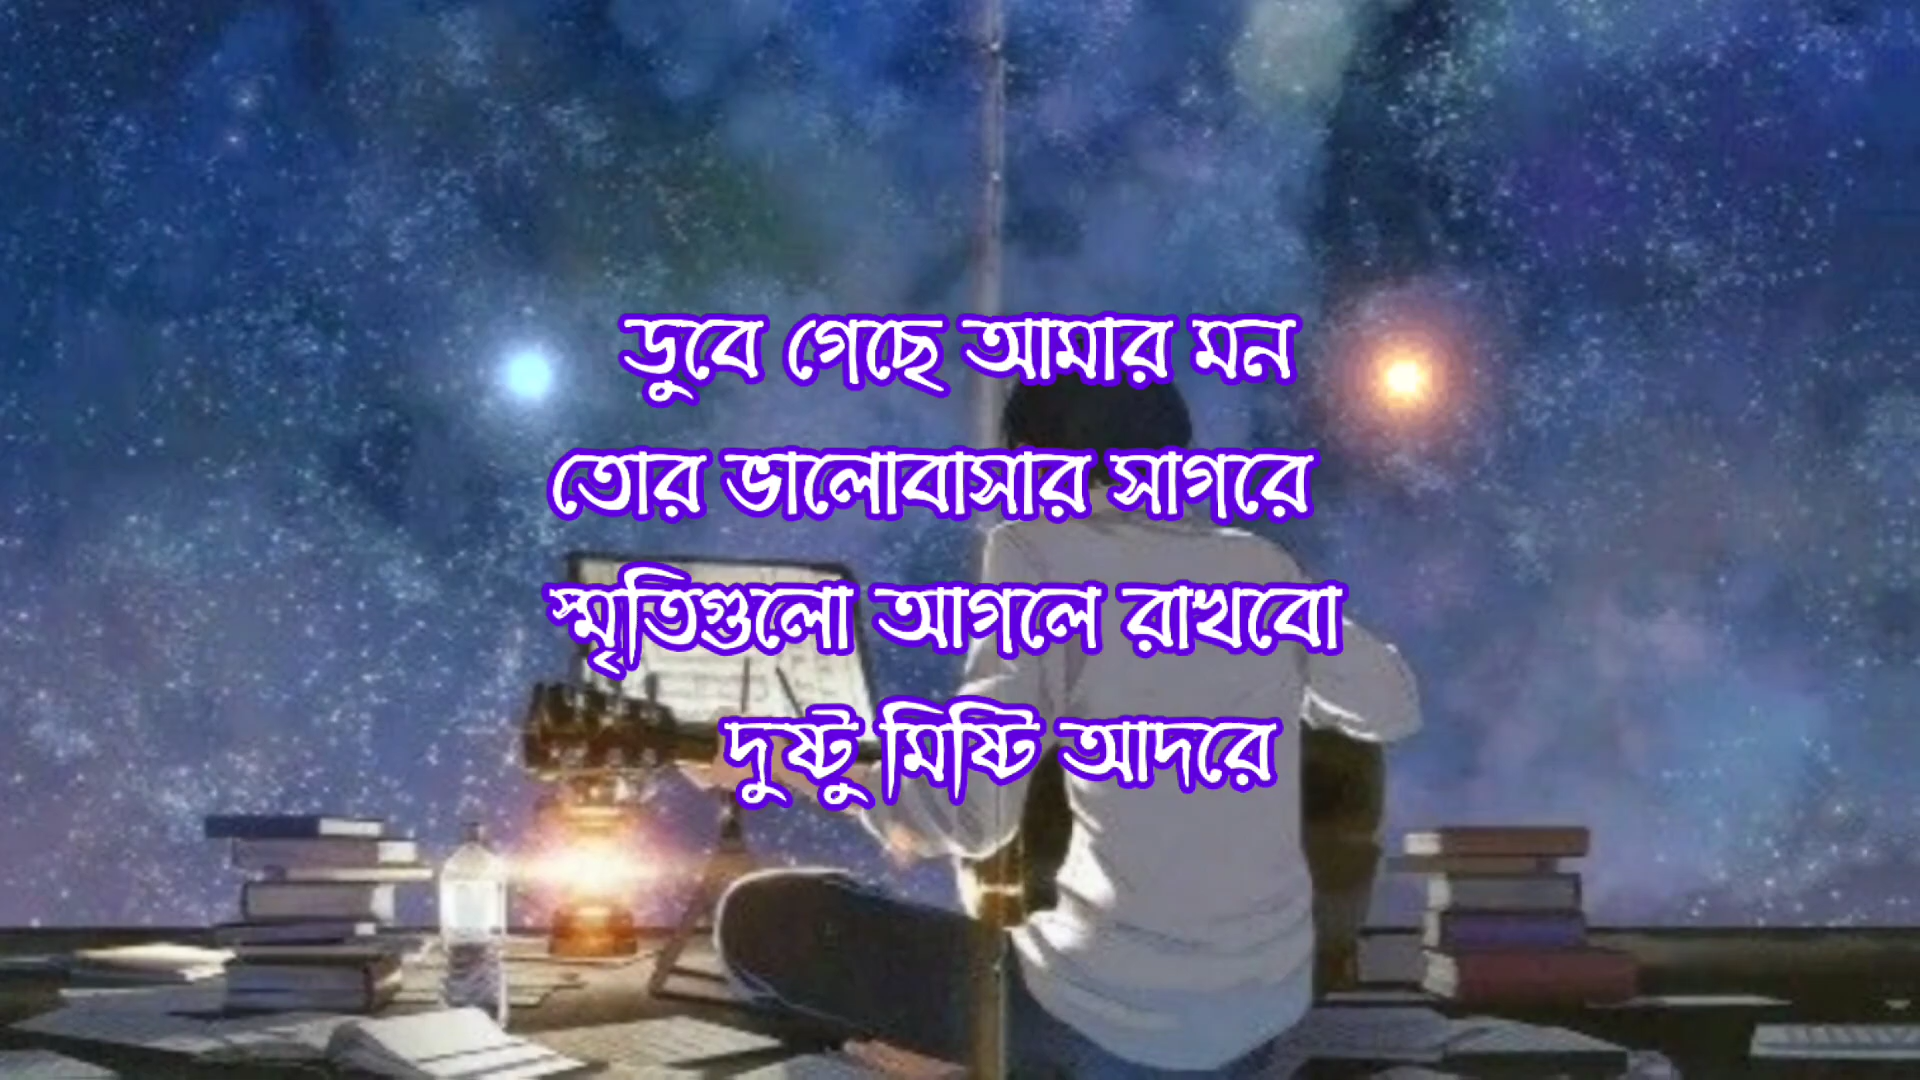 ডুবে গেছে আমার মন
তোর ভালোবাসার সাগরে
স্মৃতিগুলো আগলে রাখবো
দুষ্টু মিষ্টি আদরে